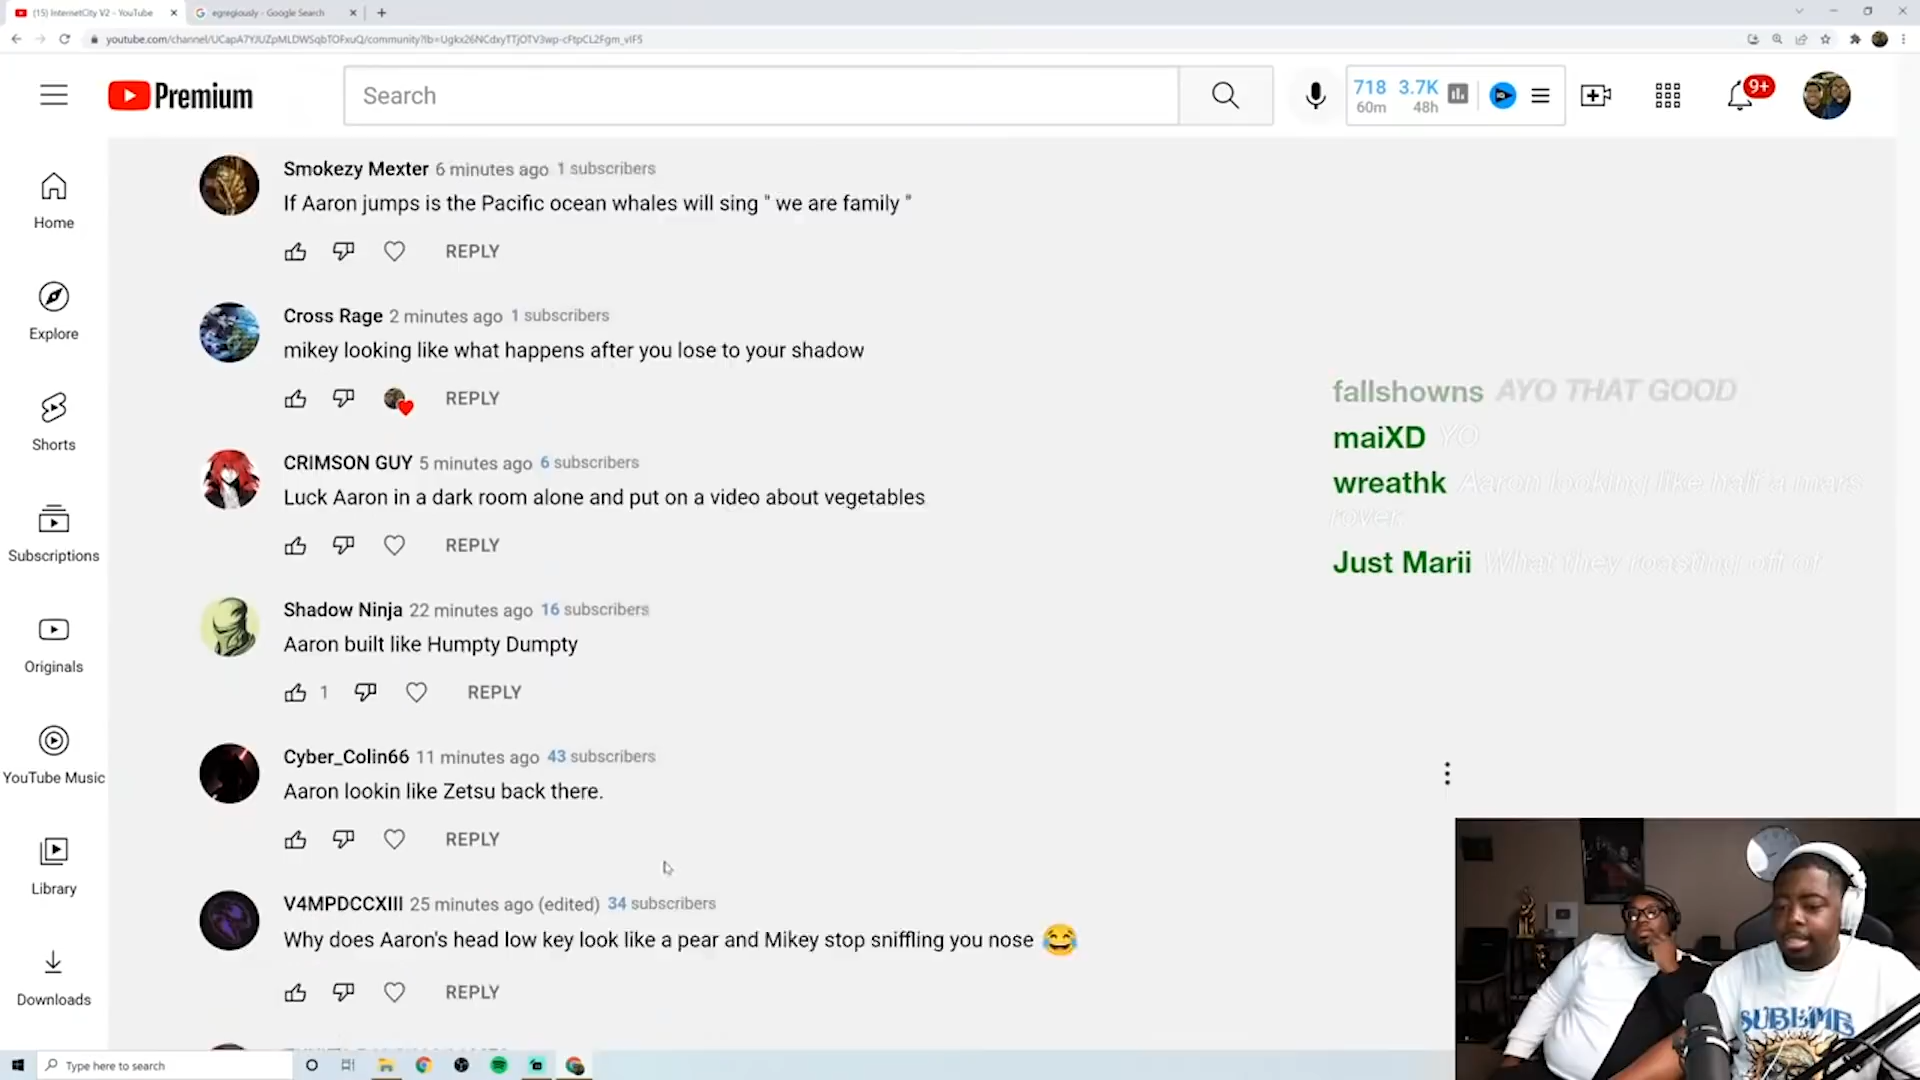 (15) InternetCity V2 - YouTube
egregiously - Google Search
Premium
Search
718 3.7K
60m 48h
9+
Home
Explore
Shorts
Subscriptions
Originals
YouTube Music
Library
Downloads
Smokezy Mexter 6 minutes ago 1 subscribers
If Aaron jumps is the Pacific ocean whales will sing " we are family "
REPLY
Cross Rage 2 minutes ago 1 subscribers
mikey looking like what happens after you lose to your shadow
REPLY
CRIMSON GUY 5 minutes ago 6 subscribers
Luck Aaron in a dark room alone and put on a video about vegetables
REPLY
Shadow Ninja 22 minutes ago 16 subscribers
Aaron built like Humpty Dumpty
1 REPLY
Cyber_Colin66 11 minutes ago 43 subscribers
Aaron lookin like Zetsu back there.
REPLY
V4MPDCCXIII 25 minutes ago (edited) 34 subscribers
Why does Aaron's head low key look like a pear and Mikey stop sniffling you nose
REPLY
fallshowns AYO THAT GOOD
maiXD YO
wreathk Aaron looking like half a mars
rover.
Just Marii What they roasting off of
SUBLIME
Type here to search